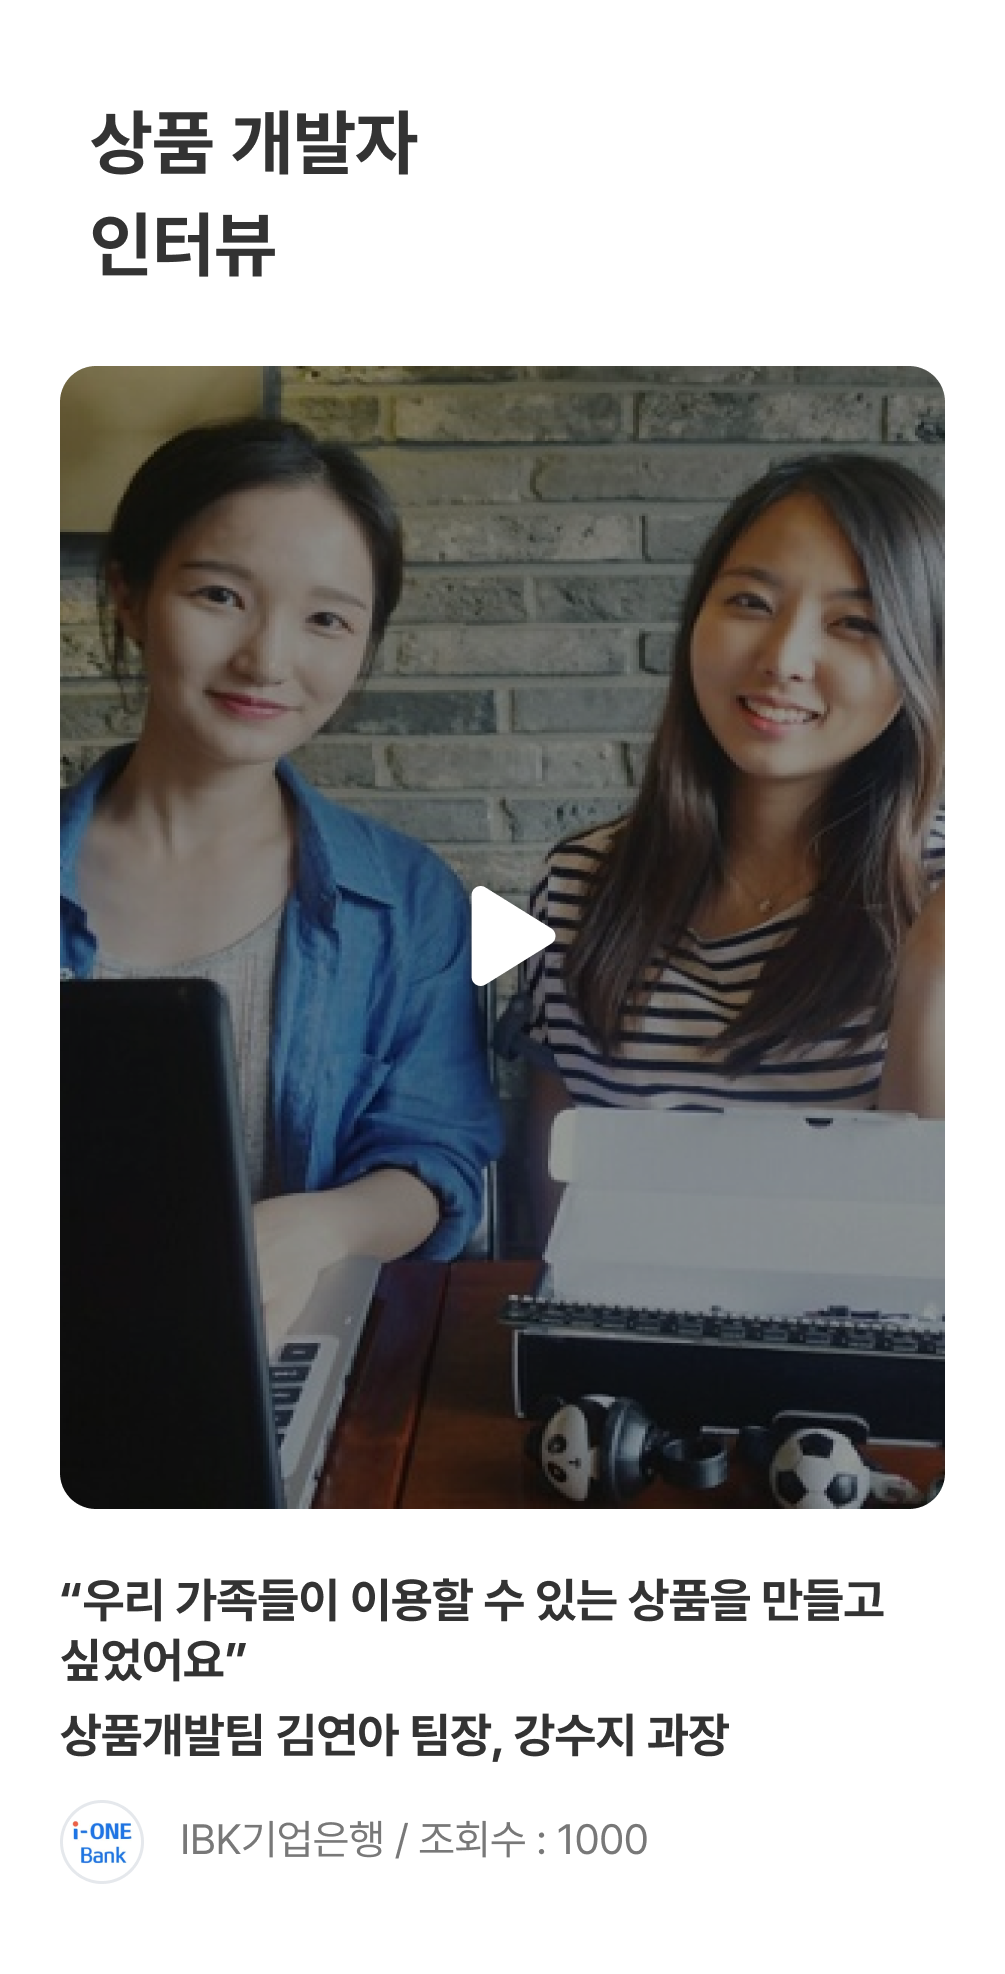 상품 개발자
인터뷰
“우리 가족들이 이용할 수 있는 상품을 만들고
싶었어요”
상품개발팀 김연아 팀장, 강수지 과장
i-ONE
Bank
IBK기업은행 / 조회수 : 1000